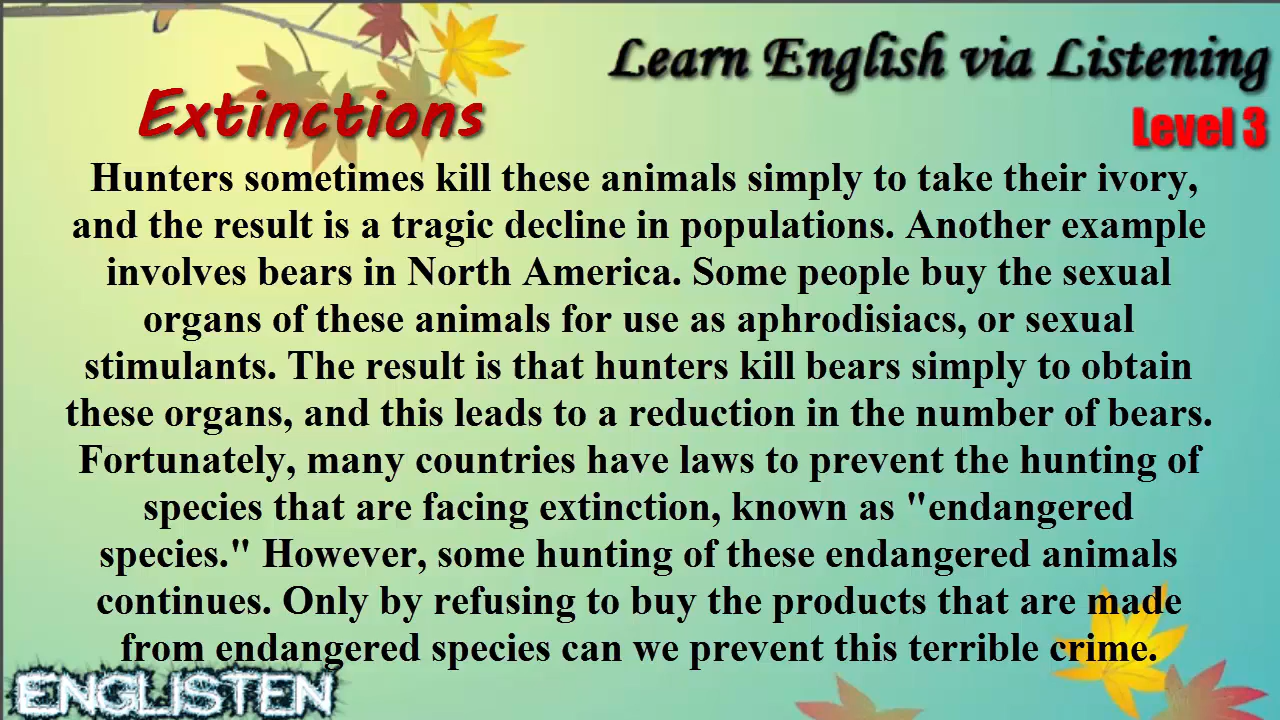 Learn English via Listening
Extinctions
Level 3
Hunters sometimes kill these animals simply to take their ivory,
and the result is a tragic decline in populations. Another example
involves bears in North America. Some people buy the sexual
organs of these animals for use as aphrodisiacs, or sexual
stimulants. The result is that hunters kill bears simply to obtain
these organs, and this leads to a reduction in the number of bears.
Fortunately, many countries have laws to prevent the hunting of
species that are facing extinction, known as "endangered
species." However, some hunting of these endangered animals
continues. Only by refusing to buy the products that are made
from endangered species can we prevent this terrible crime.
ENGLISTEN